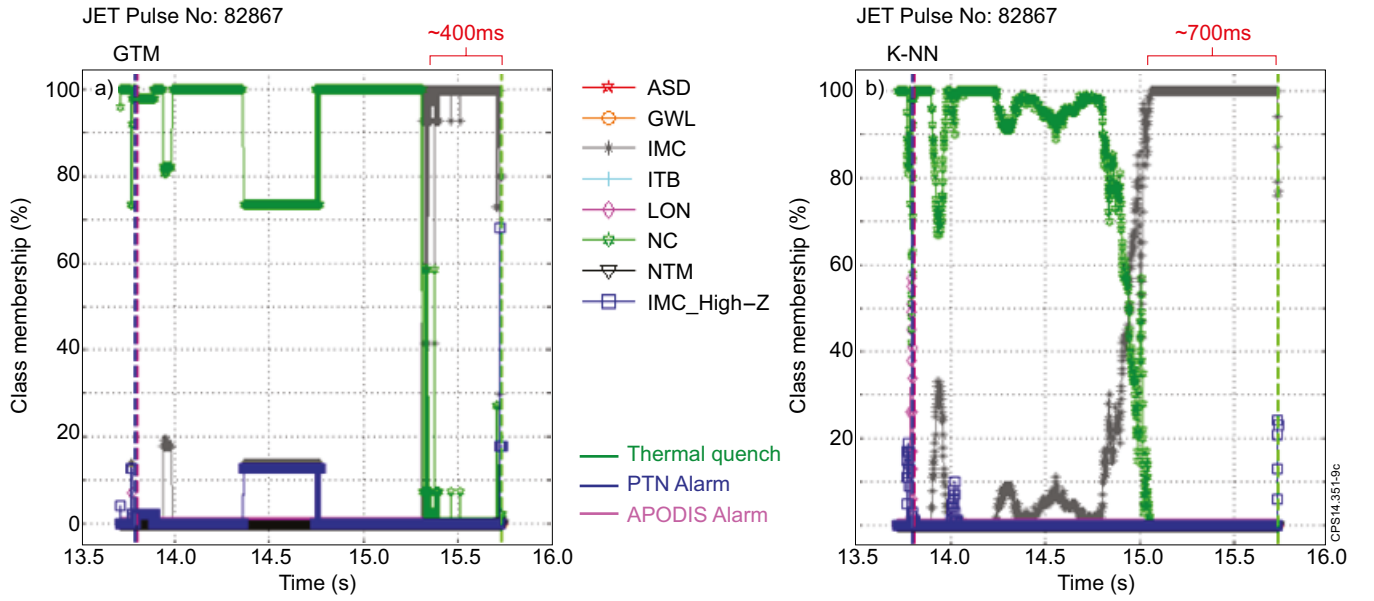 JET Pulse No: 82867
~400ms
GTM
a)
100
80
60
40
20
0
13.5
14.0
14.5
15.0
15.5
16.0
Class membership (%)
Time (s)
ASD
GWL
IMC
ITB
LON
NC
NTM
IMC_High–Z
Thermal quench
PTN Alarm
APODIS Alarm
JET Pulse No: 82867
~700ms
K-NN
b)
100
80
60
40
20
13.5
14.0
14.5
15.0
15.5
16.0
Class membership (%)
Time (s)
CPS14.351-9c